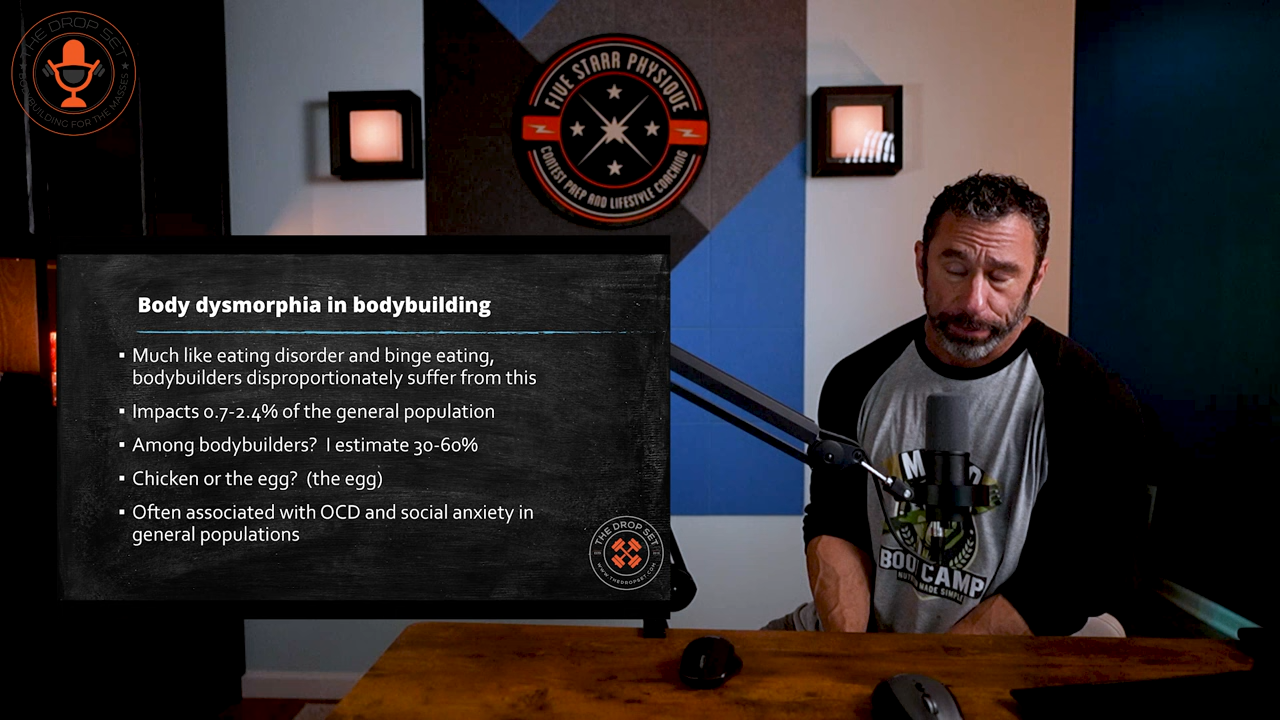 THE DROP SET
BODYBUILDING FOR THE MASSES
FIVE STARR PHYSIQUE
CONTEST PREP AND LIFESTYLE COACHING
Body dysmorphia in bodybuilding
▪ Much like eating disorder and binge eating,
bodybuilders disproportionately suffer from this
▪ Impacts 0.7-2.4% of the general population
▪ Among bodybuilders? I estimate 30-60%
▪ Chicken or the egg? (the egg)
▪ Often associated with OCD and social anxiety in
general populations
THE DROP SET
WWW.THEDROPSET.COM
CAMP
MADE SIMPLE